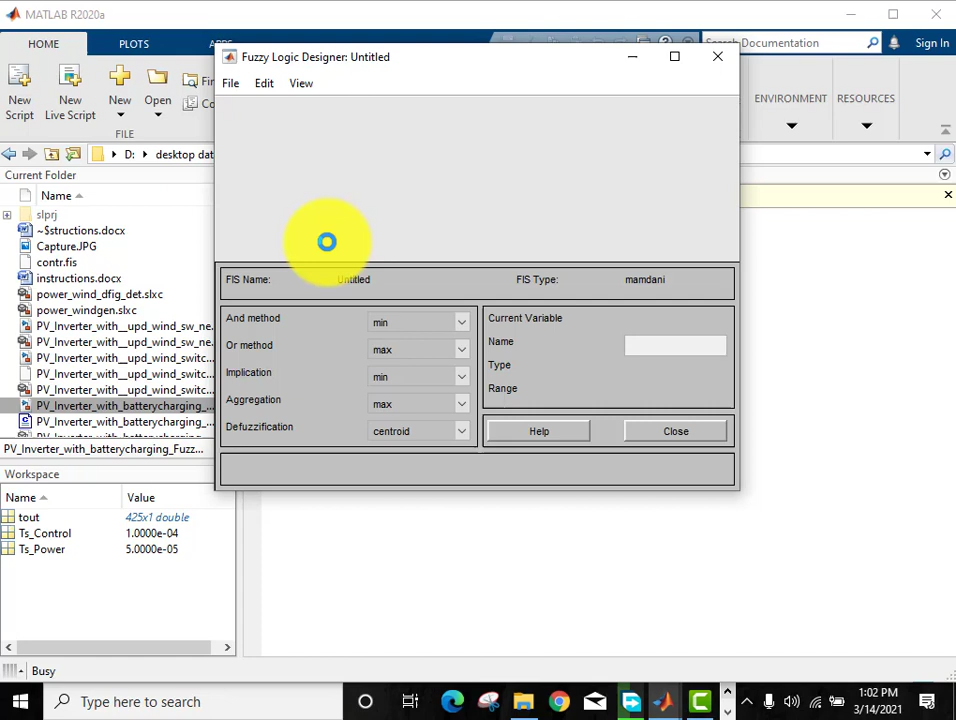 MATLAB R2020a
HOME
PLOTS
APPS
Search Documentation
Sign In
New Script
New Live Script
New
Open
FILE
ENVIRONMENT
RESOURCES
D:
desktop dat
Current Folder
Name
slprj
~$structions.docx
Capture.JPG
contr.fis
instructions.docx
power_wind_dfig_det.slxc
power_windgen.slxc
PV_Inverter_with__upd_wind_sw_ne...
PV_Inverter_with__upd_wind_sw_ne...
PV_Inverter_with__upd_wind_switc...
PV_Inverter_with__upd_wind_switc...
PV_Inverter_with__upd_wind_switc...
PV_Inverter_with_batterycharging_...
PV_Inverter_with_batterycharging_...
PV_Inverter_with_batterycharging_Fuzz...
Workspace
Name
Value
tout
425x1 double
Ts_Control
1.0000e-04
Ts_Power
5.0000e-05
Busy
Fuzzy Logic Designer: Untitled
File
Edit
View
FIS Name:
Untitled
FIS Type:
mamdani
And method
min
Or method
max
Implication
min
Aggregation
max
Defuzzification
centroid
Current Variable
Name
Type
Range
Help
Close
Type here to search
1:02 PM
3/14/2021